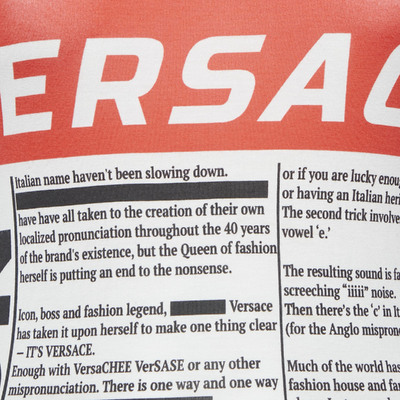 ERSAC
Italian name haven't been slowing down.
have have all taken to the creation of their own
localized pronunciation throughout the 40 years
of the brand's existence, but the Queen of fashion
herself is putting an end to the nonsense.
Icon, boss and fashion legend, Versace
has taken it upon herself to make one thing clear
– IT'S VERSACE.
Enough with VersaCHEE VerSASE or any other
mispronunciation. There is one way and one way
or if you are lucky enoug
or having an Italian heri
The second trick involve
vowel 'e.'
The resulting sound is fa
screeching "iiiii" noise.
Then there's the 'c' in It
(for the Anglo mispron
Much of the world has
fashion house and fa